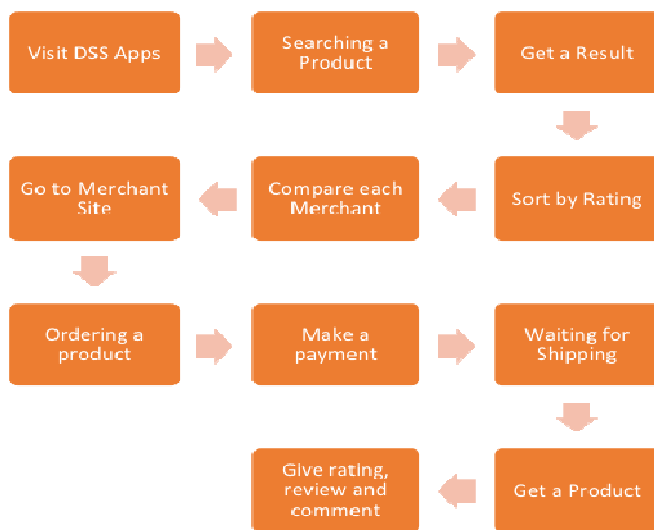 Visit DSS Apps
Searching a
Product
Get a Result
Sort by Rating
Compare each
Merchant
Go to Merchant
Site
Ordering a
product
Make a
payment
Waiting for
Shipping
Get a Product
Give rating,
review and
comment